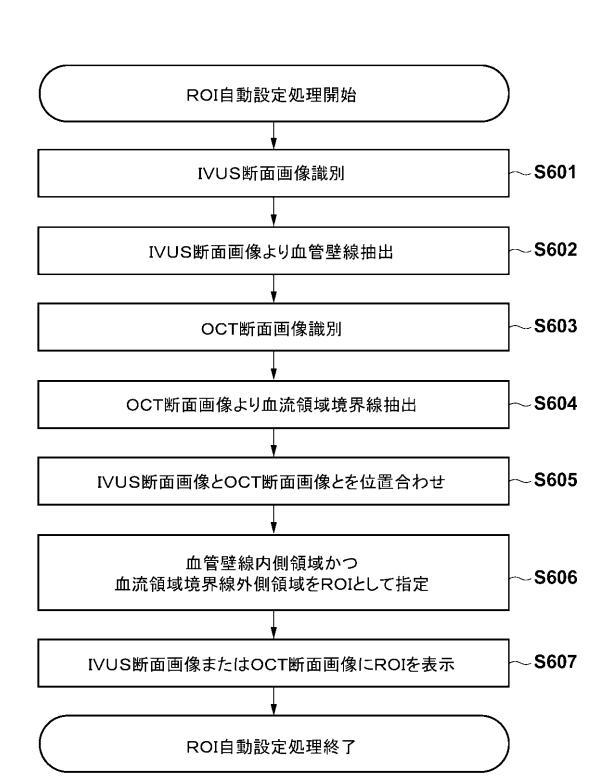 ROI自動設定処理開始
IVUS断面画像識別
S601
IVUS断面画像より血管壁線抽出
S602
OCT断面画像識別
S603
OCT断面画像より血流領域境界線抽出
S604
IVUS断面画像とOCT断面画像とを位置合わせ
S605
血管壁線内側領域かつ
血流領域境界線外側領域をROIとして指定
S606
IVUS断面画像またはOCT断面画像にROIを表示
S607
ROI自動設定処理終了